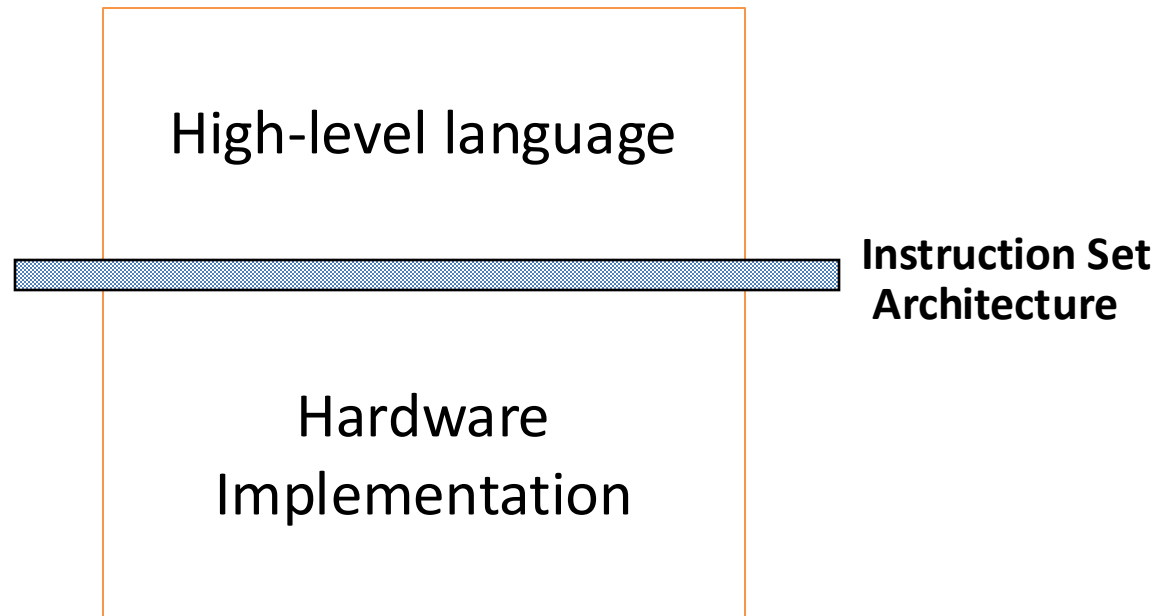 High-level language
Instruction Set
Architecture
Hardware
Implementation